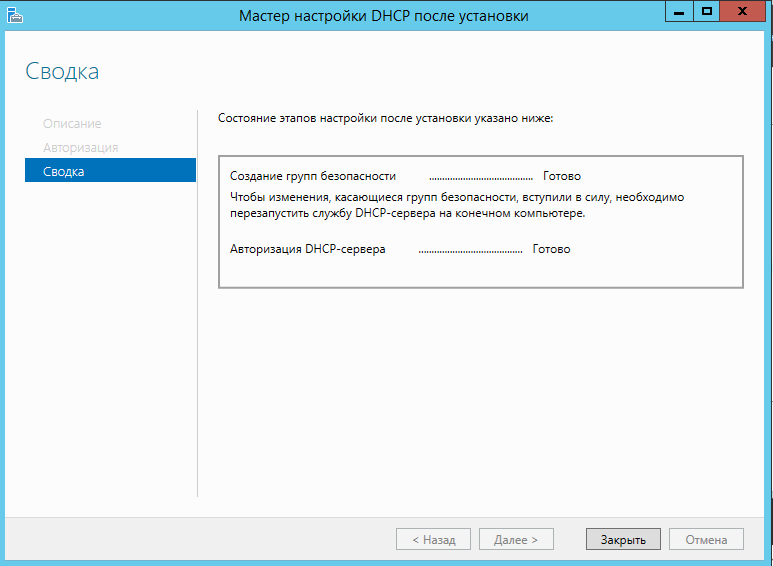 Мастер настройки DHCP после установки
Сводка
Описание
Авторизация
Сводка
Состояние этапов настройки после установки указано ниже:
Создание групп безопасности ........................................ Готово
Чтобы изменения, касающиеся групп безопасности, вступили в силу, необходимо
перезапустить службу DHCP-сервера на конечном компьютере.
Авторизация DHCP-сервера ........................................ Готово
< Назад
Далее >
Закрыть
Отмена